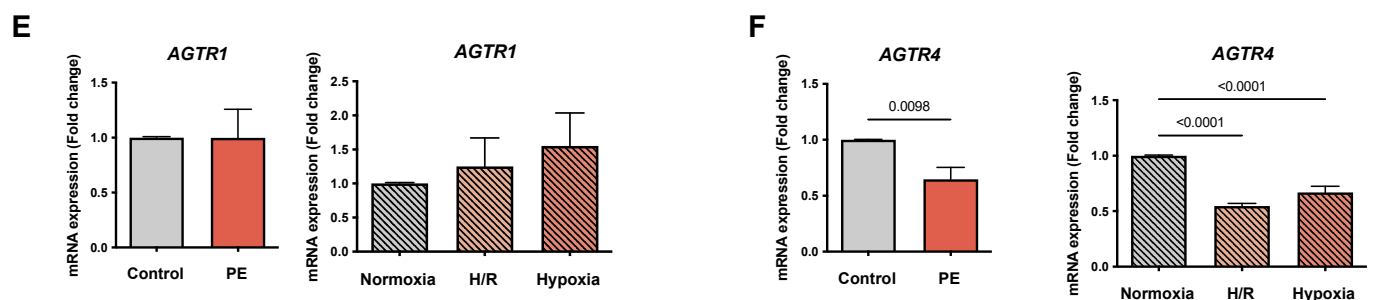 E
AGTR1
mRNA expression (Fold change)
1.5
1.0
0.5
0.0
Control PE
AGTR1
mRNA expression (Fold change)
2.5
2.0
1.5
1.0
0.5
0.0
Normoxia H/R Hypoxia
F
AGTR4
mRNA expression (Fold change)
1.5
1.0
0.5
0.0
0.0098
Control PE
AGTR4
mRNA expression (Fold change)
1.5
1.0
0.5
0.0
<0.0001
<0.0001
Normoxia H/R Hypoxia